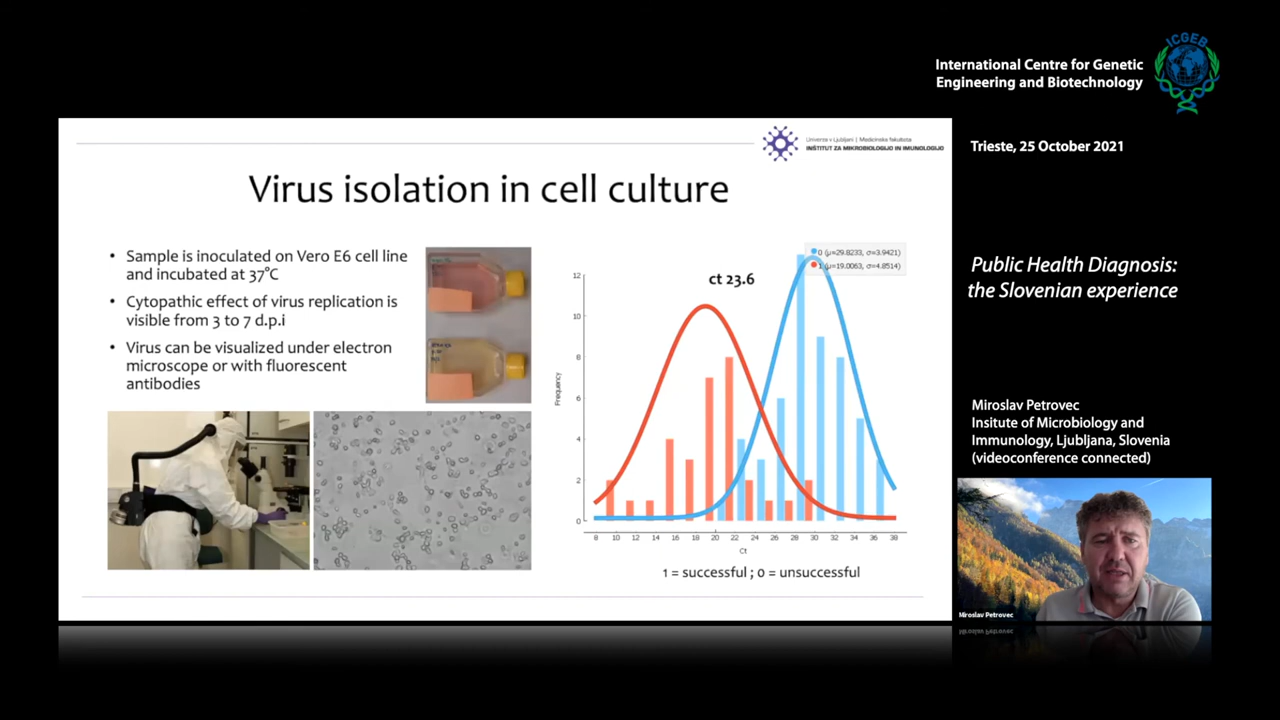 International Centre for Genetic
Engineering and Biotechnology
ICGEB
Trieste, 25 October 2021
Univerza v Ljubljani | Medicinska fakulteta
INŠTITUT ZA MIKROBIOLOGIJO IN IMUNOLOGIJO
Virus isolation in cell culture
• Sample is inoculated on Vero E6 cell line
and incubated at 37°C
• Cytopathic effect of virus replication is
visible from 3 to 7 d.p.i
• Virus can be visualized under electron
microscope or with fluorescent
antibodies
0 (μ=29.8233, σ=3.9421)
1 (μ=19.0063, σ=4.8514)
ct 23.6
12
10
8
6
4
2
0
Frequency
8 10 12 14 16 18 20 22 24 26 28 30 32 34 36 38
Ct
1 = successful ; 0 = unsuccessful
Public Health Diagnosis:
the Slovenian experience
Miroslav Petrovec
Insitute of Microbiology and
Immunology, Ljubljana, Slovenia
(videoconference connected)
Miroslav Petrovec